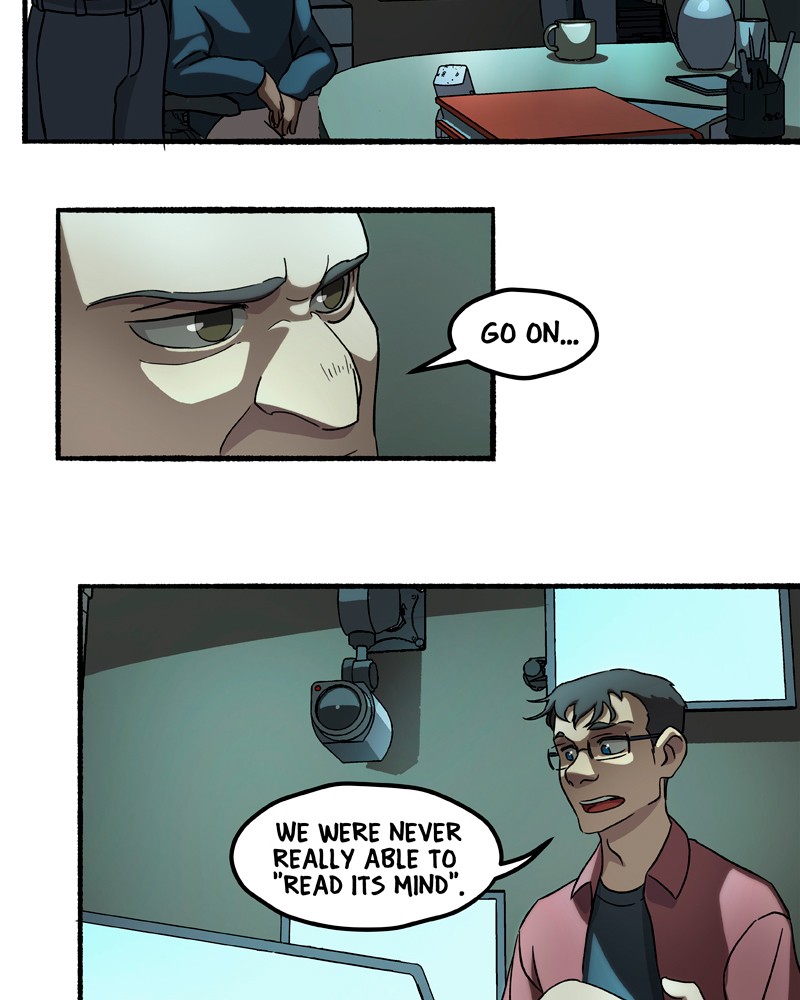 GO ON...
WE WERE NEVER
REALLY ABLE TO
"READ ITS MIND".